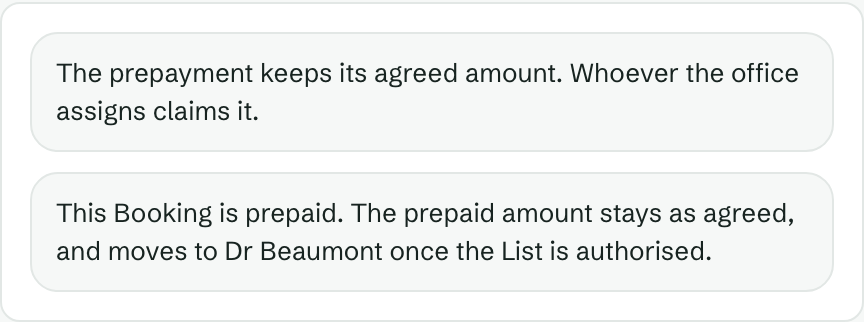 The prepayment keeps its agreed amount. Whoever the office
assigns claims it.
This Booking is prepaid. The prepaid amount stays as agreed,
and moves to Dr Beaumont once the List is authorised.